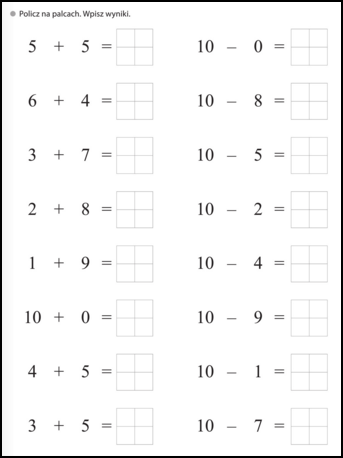 Policz na palcach. Wpisz wyniki.
5 + 5 = 10 – 0 =
6 + 4 = 10 – 8 =
3 + 7 = 10 – 5 =
2 + 8 = 10 – 2 =
1 + 9 = 10 – 4 =
10 + 0 = 10 – 9 =
4 + 5 = 10 – 1 =
3 + 5 = 10 – 7 =